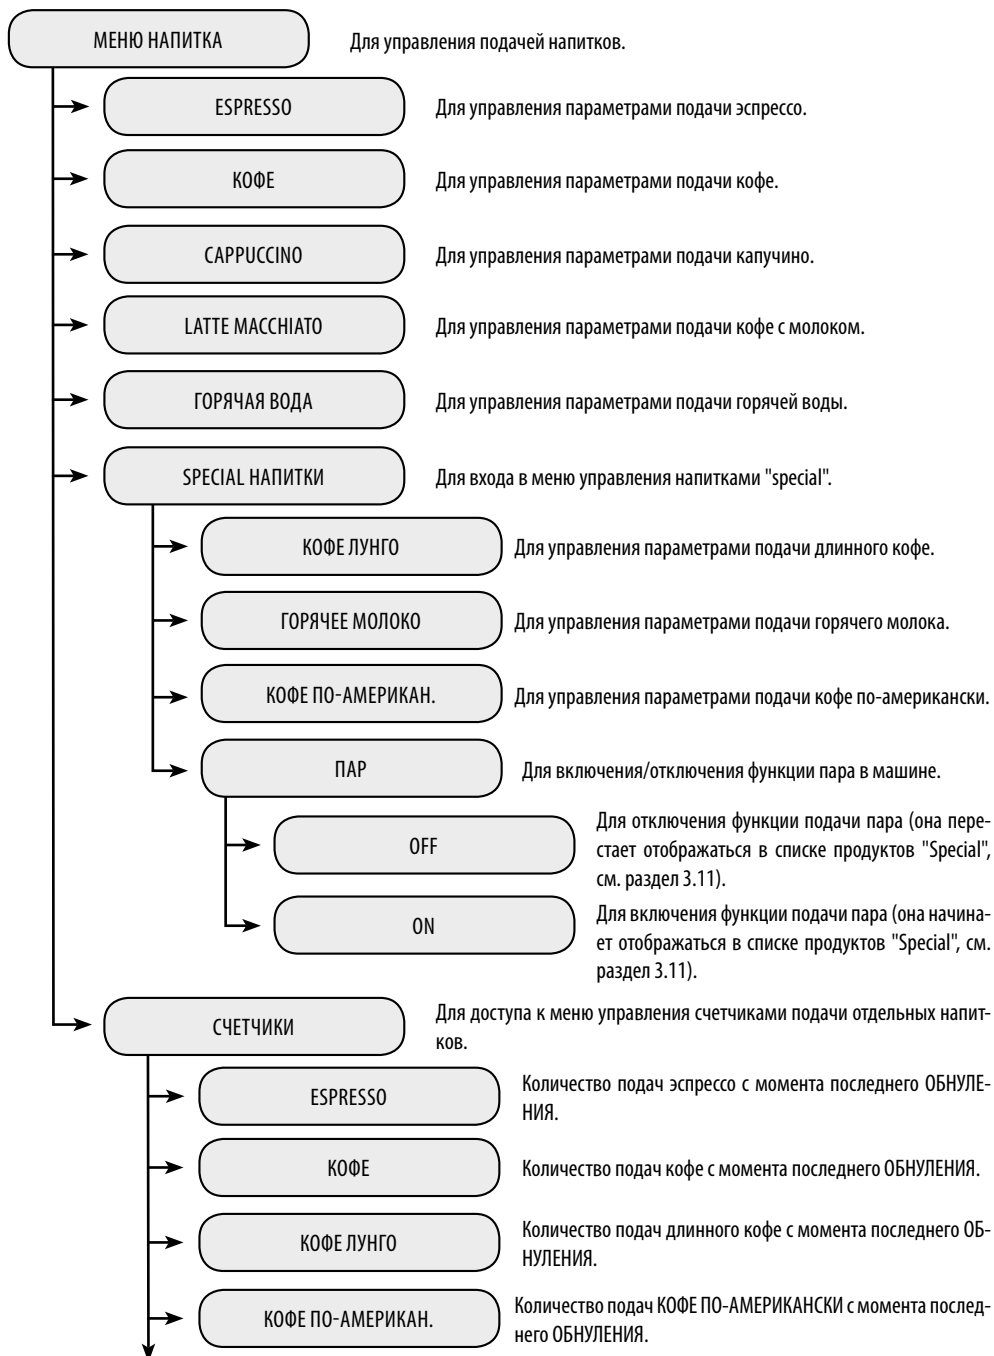 МЕНЮ НАПИТКА
Для управления подачей напитков.
ESPRESSO
Для управления параметрами подачи эспрессо.
КОФЕ
Для управления параметрами подачи кофе.
CAPPUCCINO
Для управления параметрами подачи капучино.
LATTE MACCHIATO
Для управления параметрами подачи кофе с молоком.
ГОРЯЧАЯ ВОДА
Для управления параметрами подачи горячей воды.
SPECIAL НАПИТКИ
Для входа в меню управления напитками "special".
КОФЕ ЛУНГО
Для управления параметрами подачи длинного кофе.
ГОРЯЧЕЕ МОЛОКО
Для управления параметрами подачи горячего молока.
КОФЕ ПО-АМЕРИКАН.
Для управления параметрами подачи кофе по-американски.
ПАР
Для включения/отключения функции пара в машине.
OFF
Для отключения функции подачи пара (она пере-
стает отображаться в списке продуктов "Special",
см. раздел 3.11).
ON
Для включения функции подачи пара (она начина-
ет отображаться в списке продуктов "Special", см.
раздел 3.11).
СЧЕТЧИКИ
Для доступа к меню управления счетчиками подачи отдельных напит-
ков.
ESPRESSO
Количество подач эспрессо с момента последнего ОБНУЛЕ-
НИЯ.
КОФЕ
Количество подач кофе с момента последнего ОБНУЛЕНИЯ.
КОФЕ ЛУНГО
Количество подач длинного кофе с момента последнего ОБ-
НУЛЕНИЯ.
КОФЕ ПО-АМЕРИКАН.
Количество подач КОФЕ ПО-АМЕРИКАНСКИ с момента послед-
него ОБНУЛЕНИЯ.